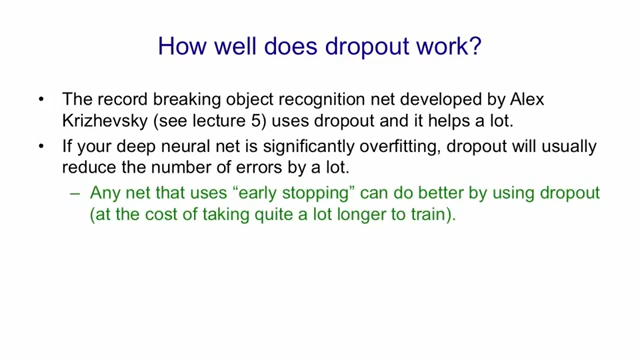 How well does dropout work?
• The record breaking object recognition net developed by Alex
Krizhevsky (see lecture 5) uses dropout and it helps a lot.
• If your deep neural net is significantly overfitting, dropout will usually
reduce the number of errors by a lot.
– Any net that uses “early stopping” can do better by using dropout
(at the cost of taking quite a lot longer to train).